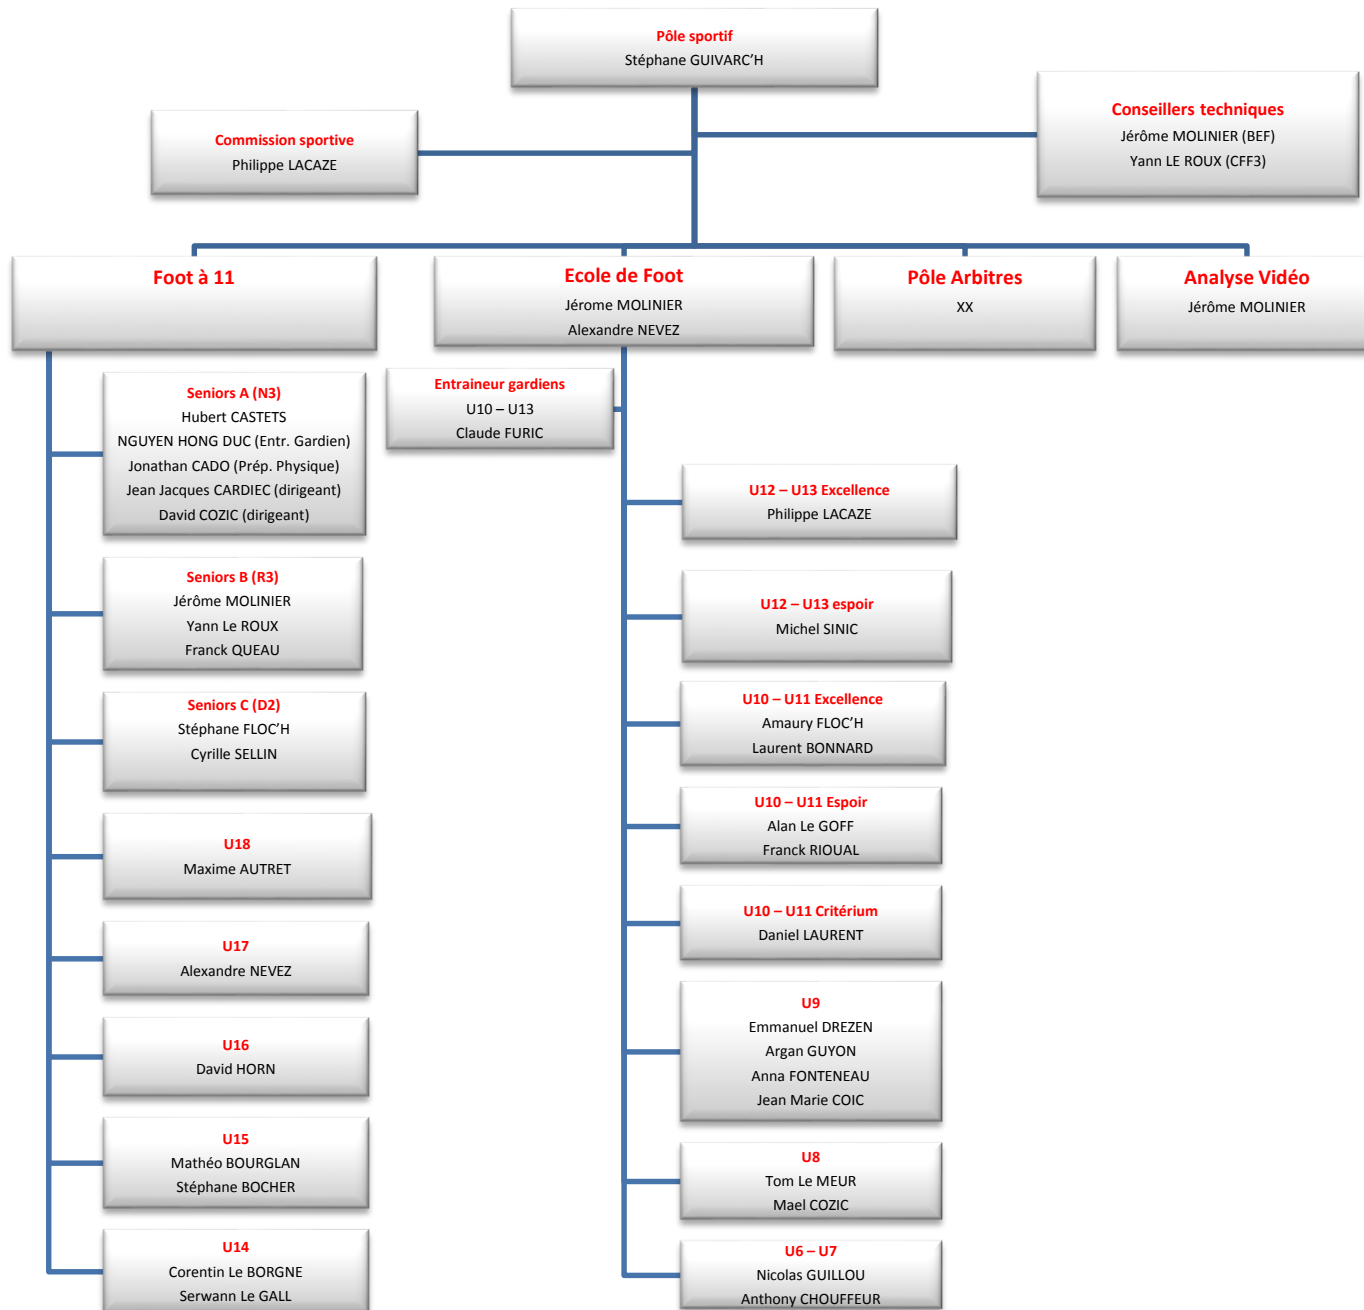 Pôle sportif
Stéphane GUIVARC'H
Commission sportive
Philippe LACAZE
Conseillers techniques
Jérôme MOLINIER (BEF)
Yann LE ROUX (CFF3)
Foot à 11
Ecole de Foot
Jérome MOLINIER
Alexandre NEVEZ
Pôle Arbitres
XX
Analyse Vidéo
Jérôme MOLINIER
Seniors A (N3)
Hubert CASTETS
NGUYEN HONG DUC (Entr. Gardien)
Jonathan CADO (Prép. Physique)
Jean Jacques CARDIEC (dirigeant)
David COZIC (dirigeant)
Seniors B (R3)
Jérôme MOLINIER
Yann Le ROUX
Franck QUEAU
Seniors C (D2)
Stéphane FLOC'H
Cyrille SELLIN
U18
Maxime AUTRET
U17
Alexandre NEVEZ
U16
David HORN
U15
Mathéo BOURGLAN
Stéphane BOCHER
U14
Corentin Le BORGNE
Serwann Le GALL
Entraineur gardiens
U10 – U13
Claude FURIC
U12 – U13 Excellence
Philippe LACAZE
U12 – U13 espoir
Michel SINIC
U10 – U11 Excellence
Amaury FLOC'H
Laurent BONNARD
U10 – U11 Espoir
Alan Le GOFF
Franck RIOUAL
U10 – U11 Critérium
Daniel LAURENT
U9
Emmanuel DREZEN
Argan GUYON
Anna FONTENEAU
Jean Marie COIC
U8
Tom Le MEUR
Mael COZIC
U6 – U7
Nicolas GUILLOU
Anthony CHOUFFEUR